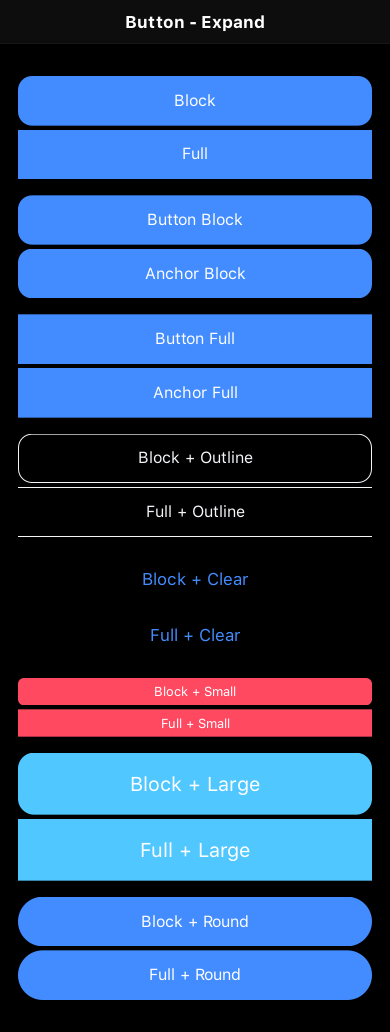 Button - Expand
Block
Full
Button Block
Anchor Block
Button Full
Anchor Full
Block + Outline
Full + Outline
Block + Clear
Full + Clear
Block + Small
Full + Small
Block + Large
Full + Large
Block + Round
Full + Round